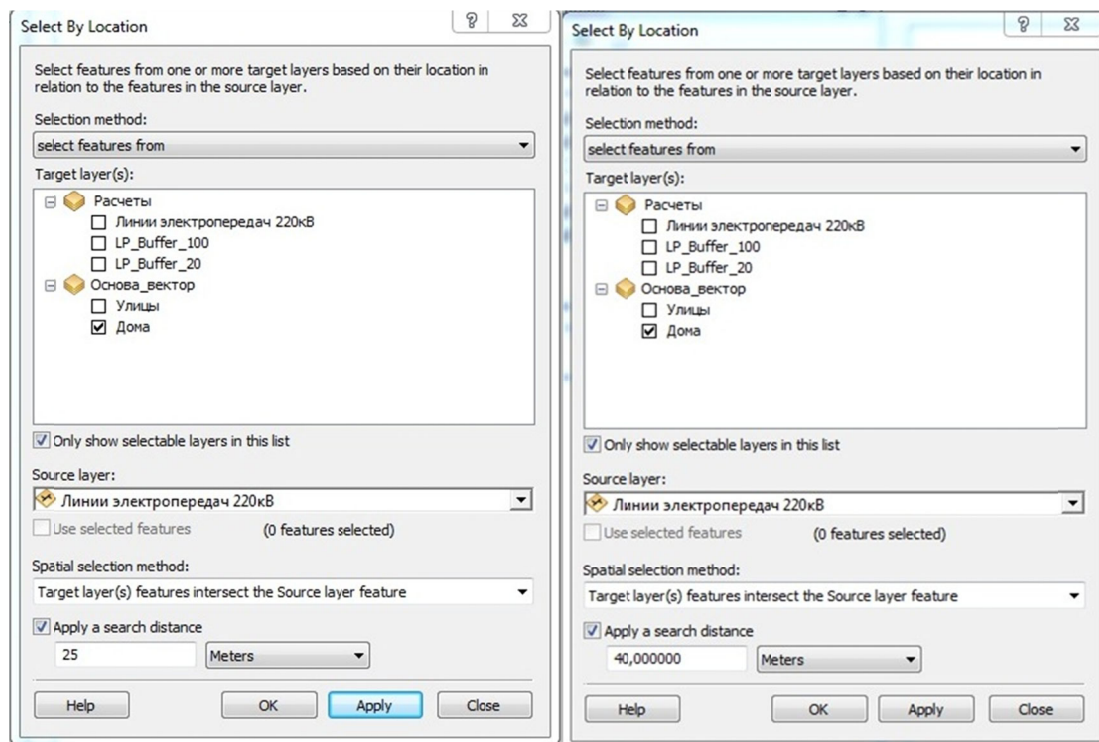 Select By Location
Select features from one or more target layers based on their location in
relation to the features in the source layer.
Selection method:
select features from
Target layer(s):
Расчеты
Линии электропередач 220кВ
LP_Buffer_100
LP_Buffer_20
Основа_вектор
Улицы
Дома
Only show selectable layers in this list
Source layer:
Линии электропередач 220кВ
Use selected features (0 features selected)
Spatial selection method:
Target layer(s) features intersect the Source layer feature
Apply a search distance
25 Meters
Help OK Apply Close
Select By Location
Select features from one or more target layers based on their location in
relation to the features in the source layer.
Selection method:
select features from
Target layer(s):
Расчеты
Линии электропередач 220кВ
LP_Buffer_100
LP_Buffer_20
Основа_вектор
Улицы
Дома
Only show selectable layers in this list
Source layer:
Линии электропередач 220кВ
Use selected features (0 features selected)
Spatial selection method:
Target layer(s) features intersect the Source layer feature
Apply a search distance
40,000000 Meters
Help OK Apply Close